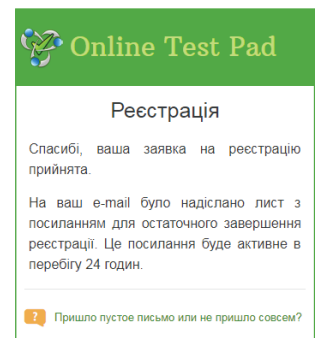 Online Test Pad
Реєстрація
Спасибі, ваша заявка на реєстрацію
прийнята.
На ваш e-mail було надіслано лист з
посиланням для остаточного завершення
реєстрації. Це посилання буде активне в
перебігу 24 годин.
? Пришло пустое письмо или не пришло совсем?